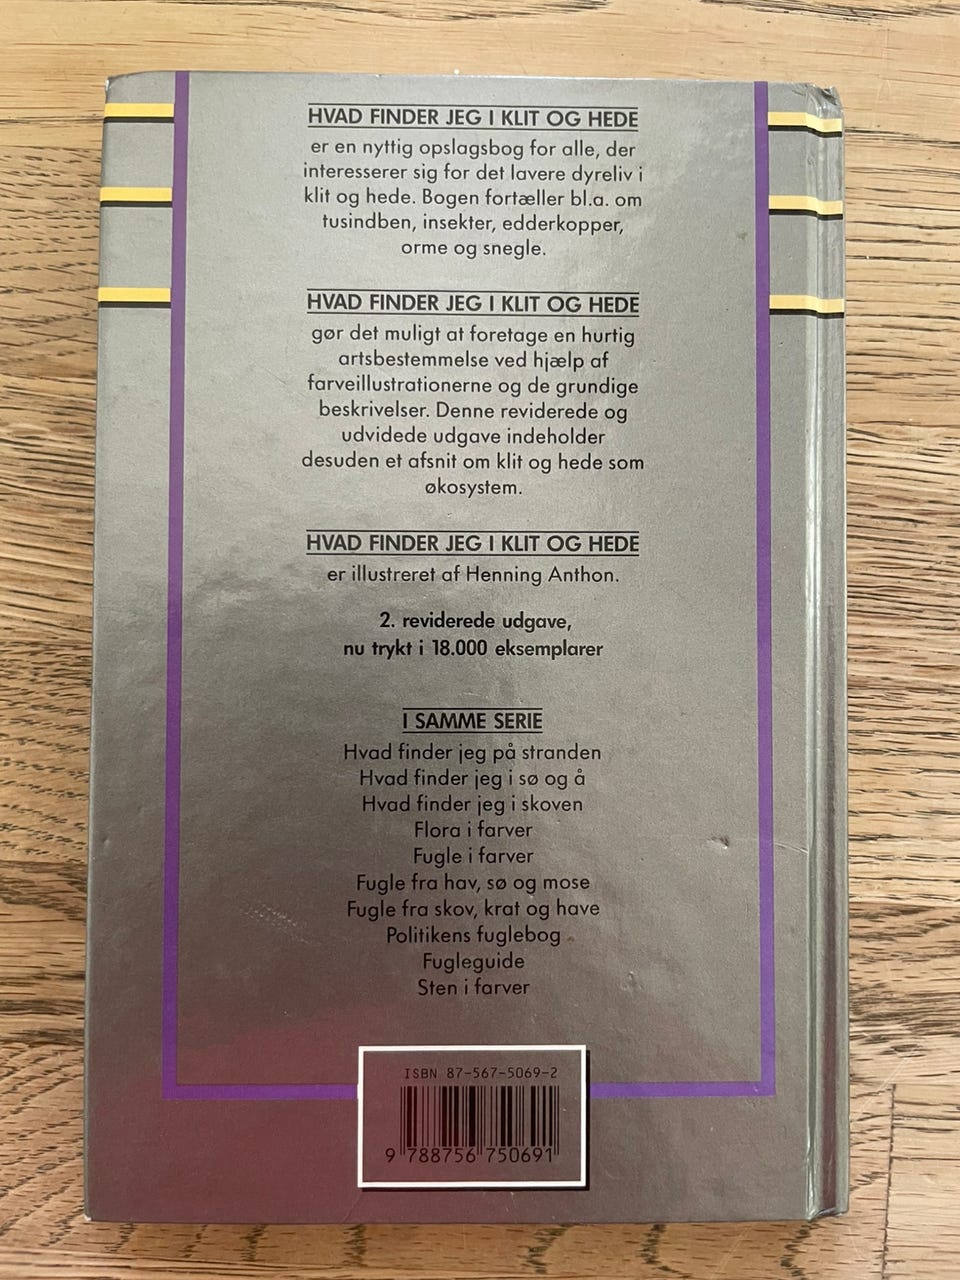 HVAD FINDER JEG I KLIT OG HEDE
er en nyttig opslagsbog for alle, der
interesserer sig for det lavere dyreliv i
klit og hede. Bogen fortæller bl.a. om
tusindben, insekter, edderkopper,
orme og snegle.
HVAD FINDER JEG I KLIT OG HEDE
gør det muligt at foretage en hurtig
artsbestemmelse ved hjælp af
farveillustrationerne og de grundige
beskrivelser. Denne reviderede og
udvidede udgave indeholder
desuden et afsnit om klit og hede som
økosystem.
HVAD FINDER JEG I KLIT OG HEDE
er illustreret af Henning Anthon.
2. reviderede udgave,
nu trykt i 18.000 eksemplarer
I SAMME SERIE
Hvad finder jeg på stranden
Hvad finder jeg i sø og å
Hvad finder jeg i skoven
Flora i farver
Fugle i farver
Fugle fra hav, sø og mose
Fugle fra skov, krat og have
Politikens fuglebog
Fugleguide
Sten i farver
ISBN 87-567-5069-2
9 788756 750691